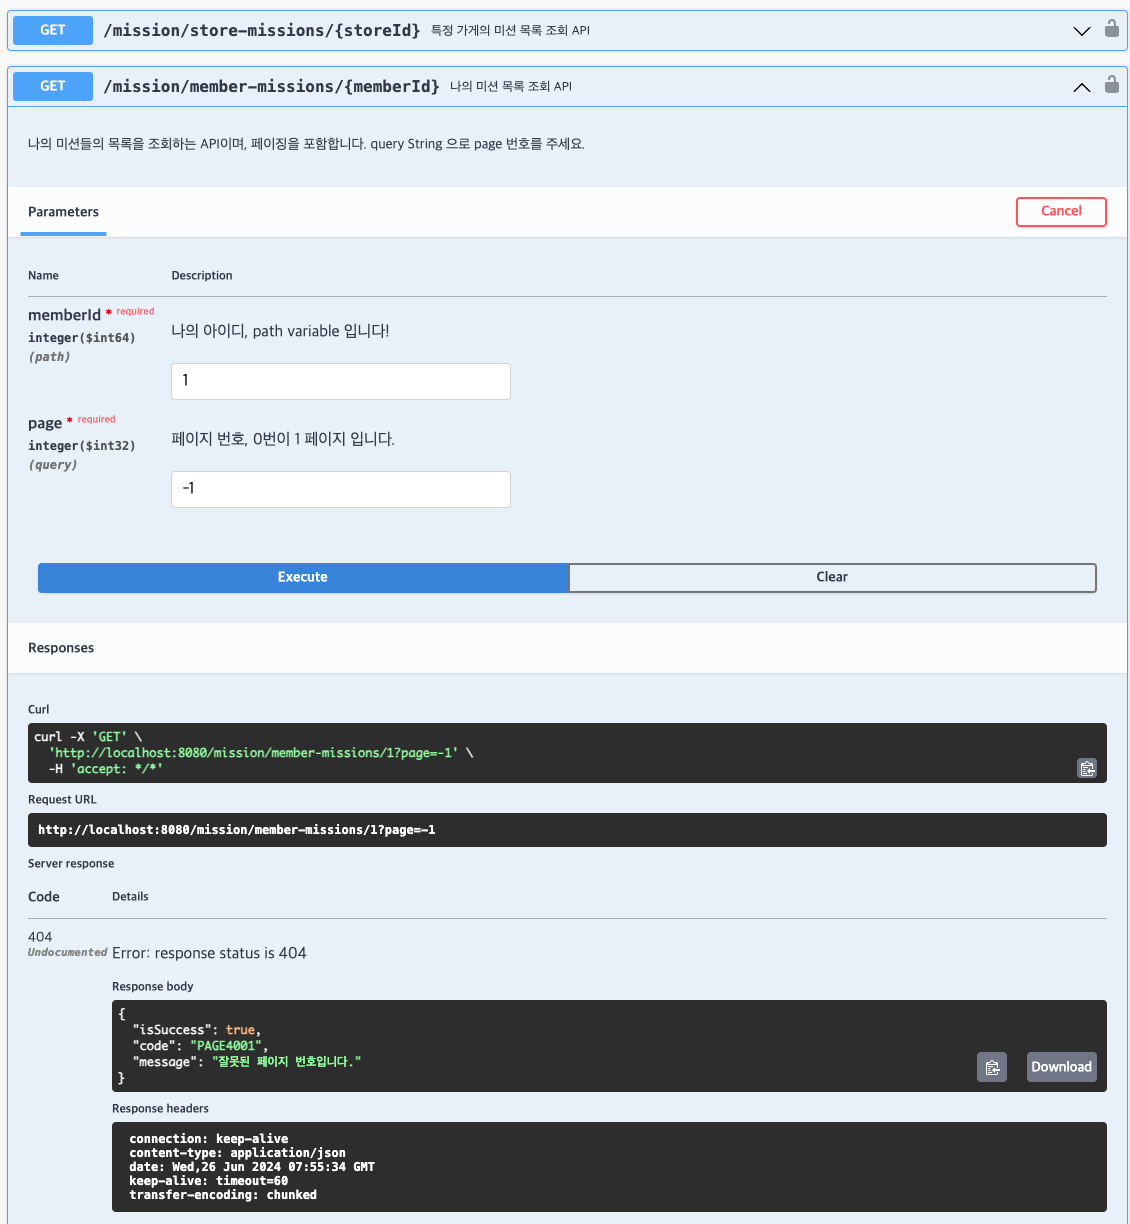 GET /mission/store-missions/{storeId} 특정 가게의 미션 목록 조회 API
GET /mission/member-missions/{memberId} 나의 미션 목록 조회 API
나의 미션들의 목록을 조회하는 API이며, 페이징을 포함합니다. query String 으로 page 번호를 주세요.
Parameters Cancel
Name Description
memberId * required
integer($int64)
(path)
나의 아이디, path variable 입니다!
1
page * required
integer($int32)
(query)
페이지 번호, 0번이 1 페이지 입니다.
-1
Execute Clear
Responses
Curl
curl -X 'GET' \
'http://localhost:8080/mission/member-missions/1?page=-1' \
-H 'accept: */*'
Request URL
http://localhost:8080/mission/member-missions/1?page=-1
Server response
Code Details
404
Undocumented
Error: response status is 404
Response body
{
"isSuccess": true,
"code": "PAGE4001",
"message": "잘못된 페이지 번호입니다."
}
Download
Response headers
connection: keep-alive
content-type: application/json
date: Wed,26 Jun 2024 07:55:34 GMT
keep-alive: timeout=60
transfer-encoding: chunked